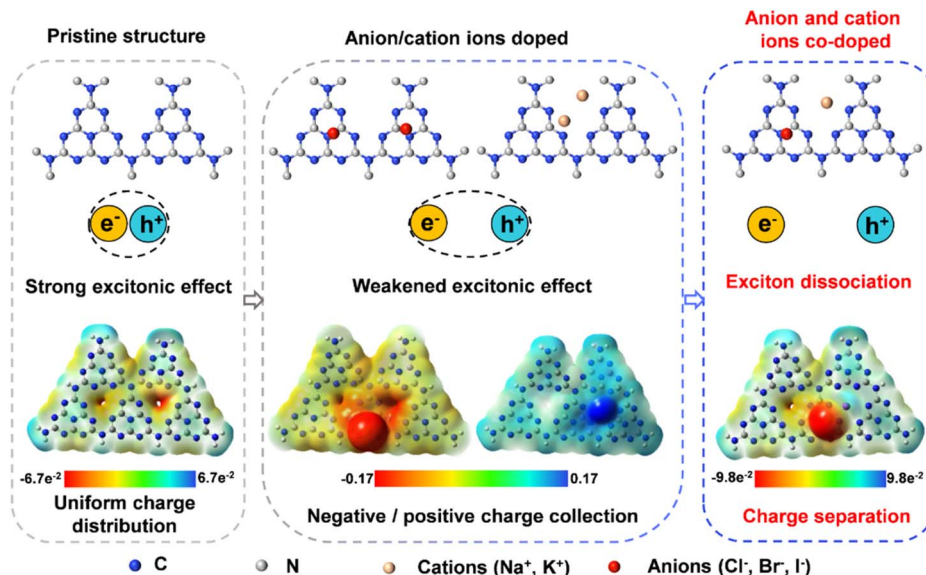 Pristine structure
Anion/cation ions doped
Anion and cation
ions co-doped
e⁻ h⁺
e⁻ h⁺
e⁻ h⁺
Strong excitonic effect
Weakened excitonic effect
Exciton dissociation
-6.7e⁻² 6.7e⁻²
-0.17 0.17
-9.8e⁻² 9.8e⁻²
Uniform charge
distribution
Negative / positive charge collection
Charge separation
C N Cations (Na⁺, K⁺) Anions (Cl⁻, Br⁻, I⁻)